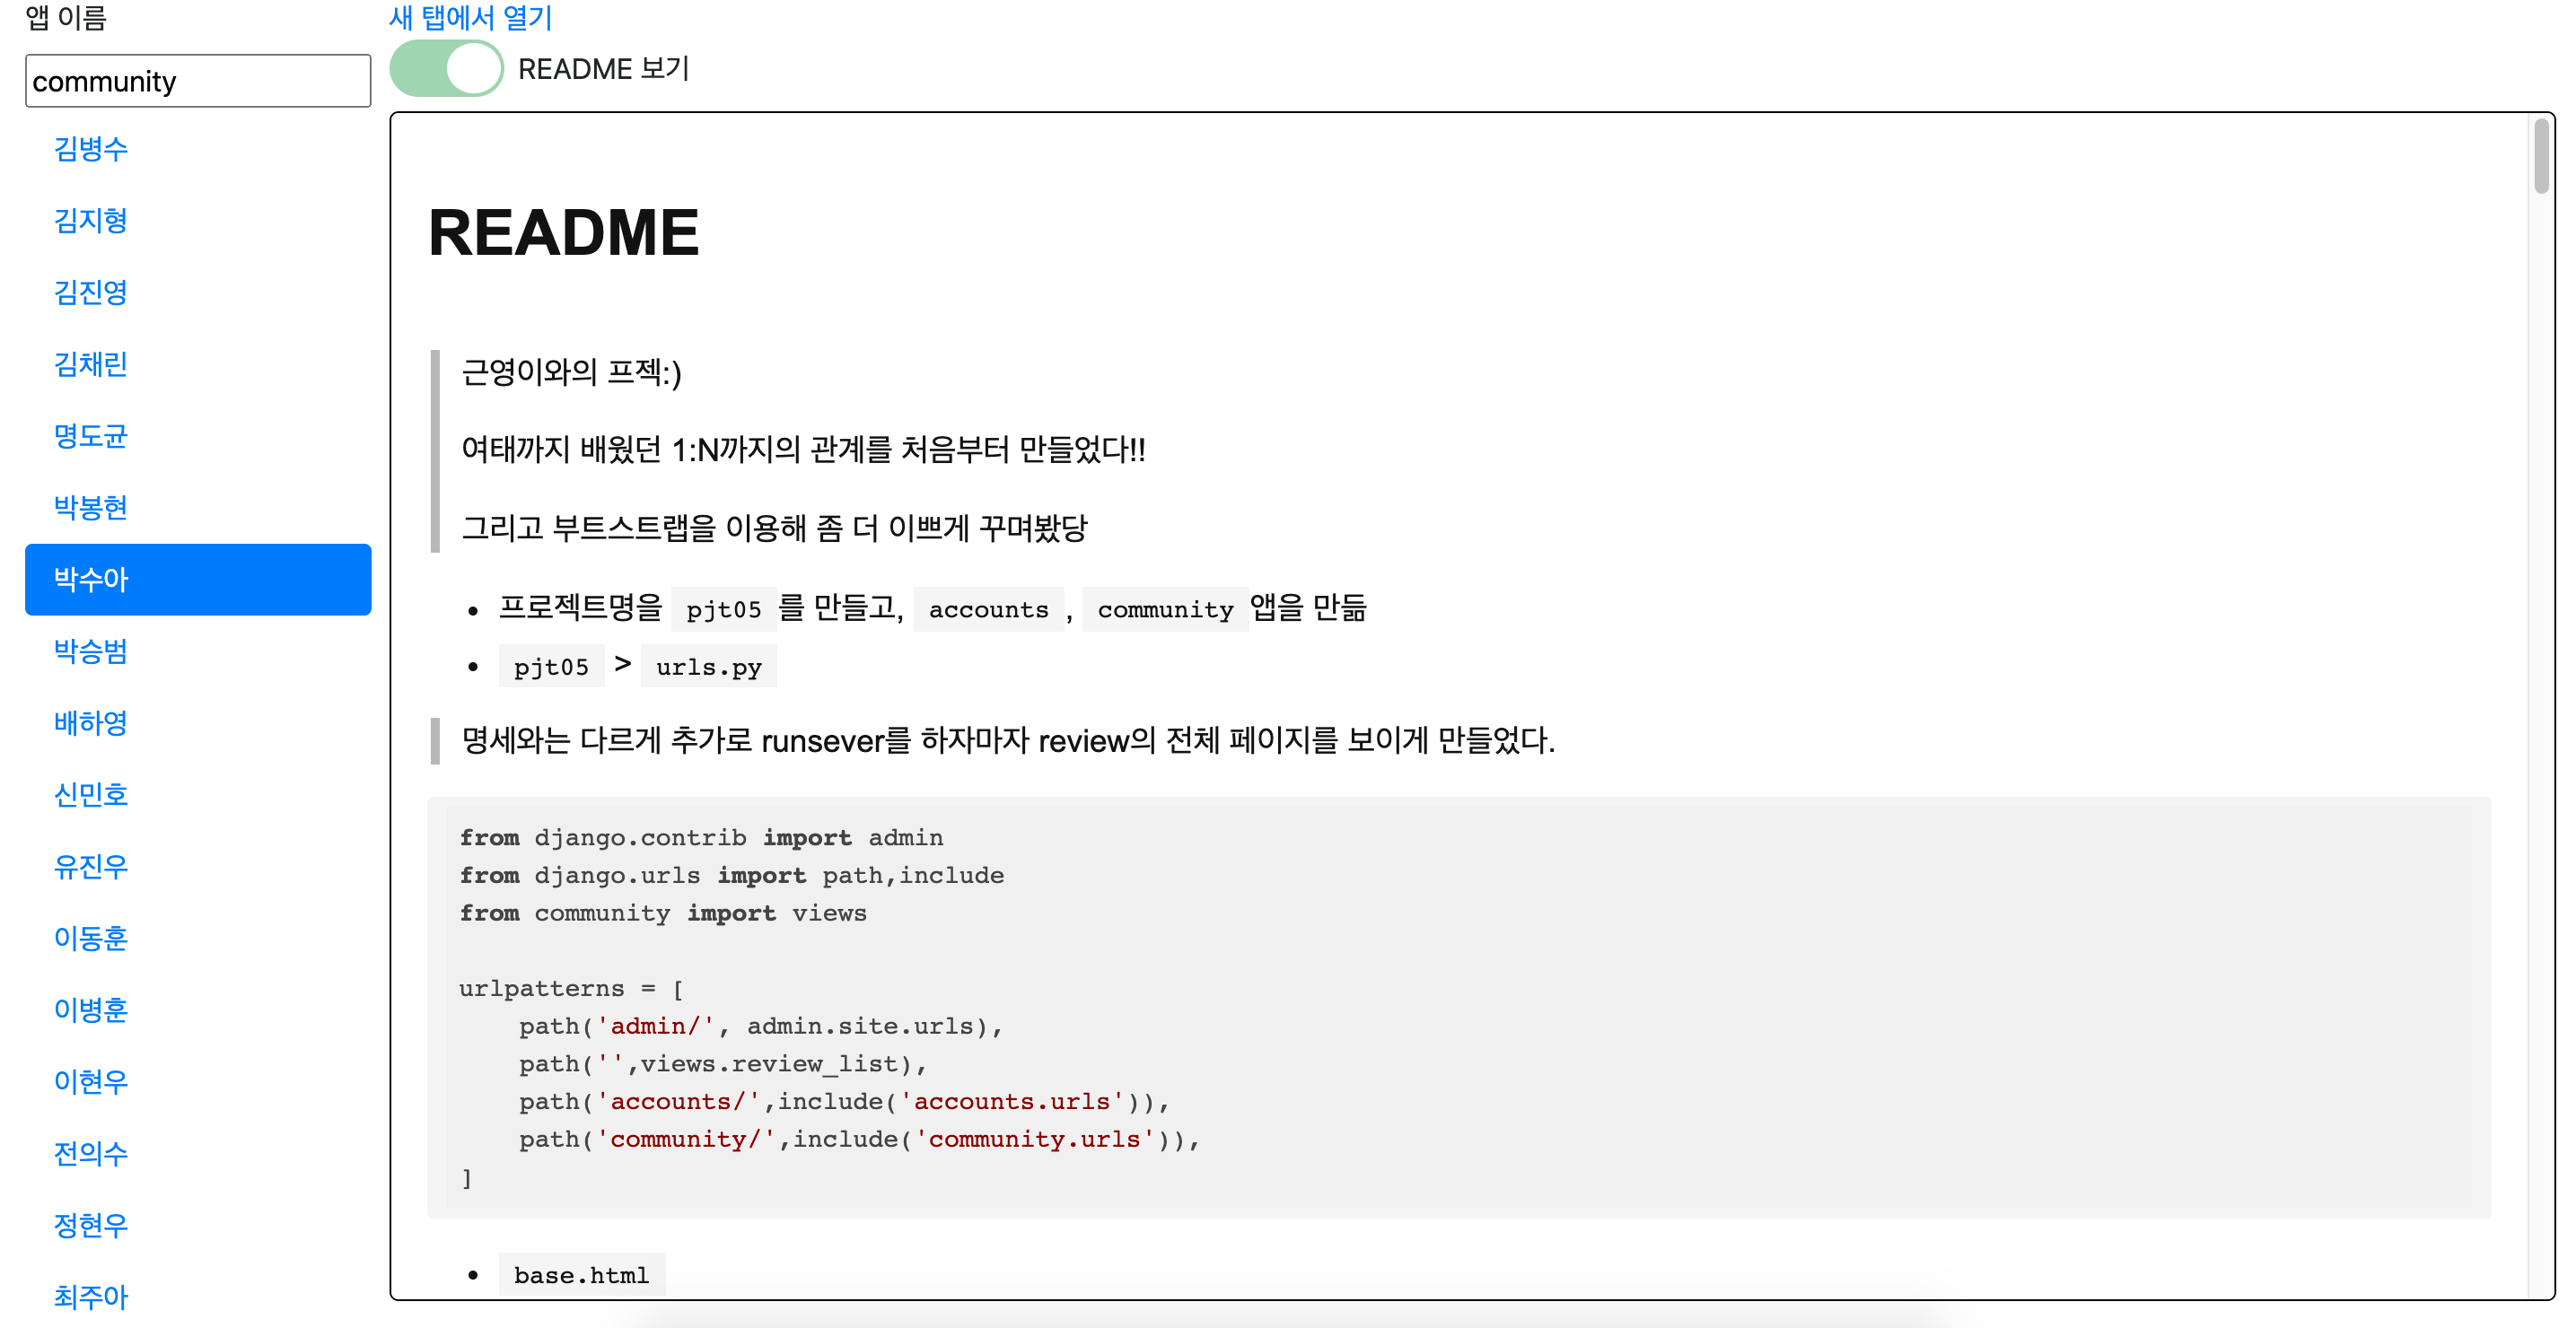 앱 이름
community
김병수
김지형
김진영
김채린
명도균
박봉현
박수아
박승범
배하영
신민호
유진우
이동훈
이병훈
이현우
전의수
정현우
최주아
새 탭에서 열기
README 보기
README
근영이와의 프젝:)
여태까지 배웠던 1:N까지의 관계를 처음부터 만들었다!!
그리고 부트스트랩을 이용해 좀 더 이쁘게 꾸며봤당
• 프로젝트명을 pjt05 를 만들고, accounts , community 앱을 만듦
• pjt05 > urls.py
명세와는 다르게 추가로 runsever를 하자마자 review의 전체 페이지를 보이게 만들었다.
from django.contrib import admin
from django.urls import path,include
from community import views
urlpatterns = [
    path('admin/', admin.site.urls),
    path('',views.review_list),
    path('accounts/',include('accounts.urls')),
    path('community/',include('community.urls')),
]
• base.html